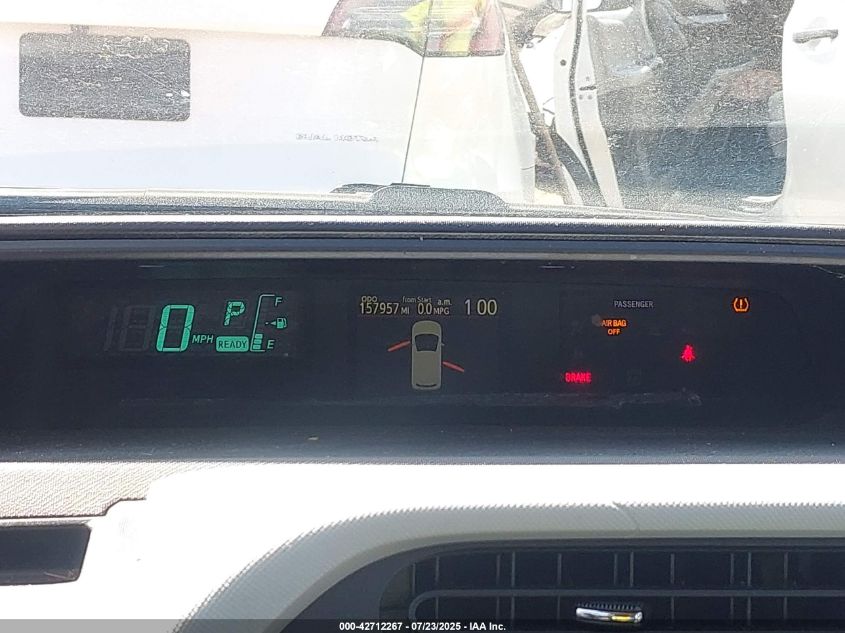 DUAL MOTOR
ODO from Start a.m.
157957 MI 0.0 MPG 1 00
0 MPH
P
READY
F
E
PASSENGER
AIR BAG
OFF
BRAKE
000-42712267 - 07/23/2025 - IAA Inc.